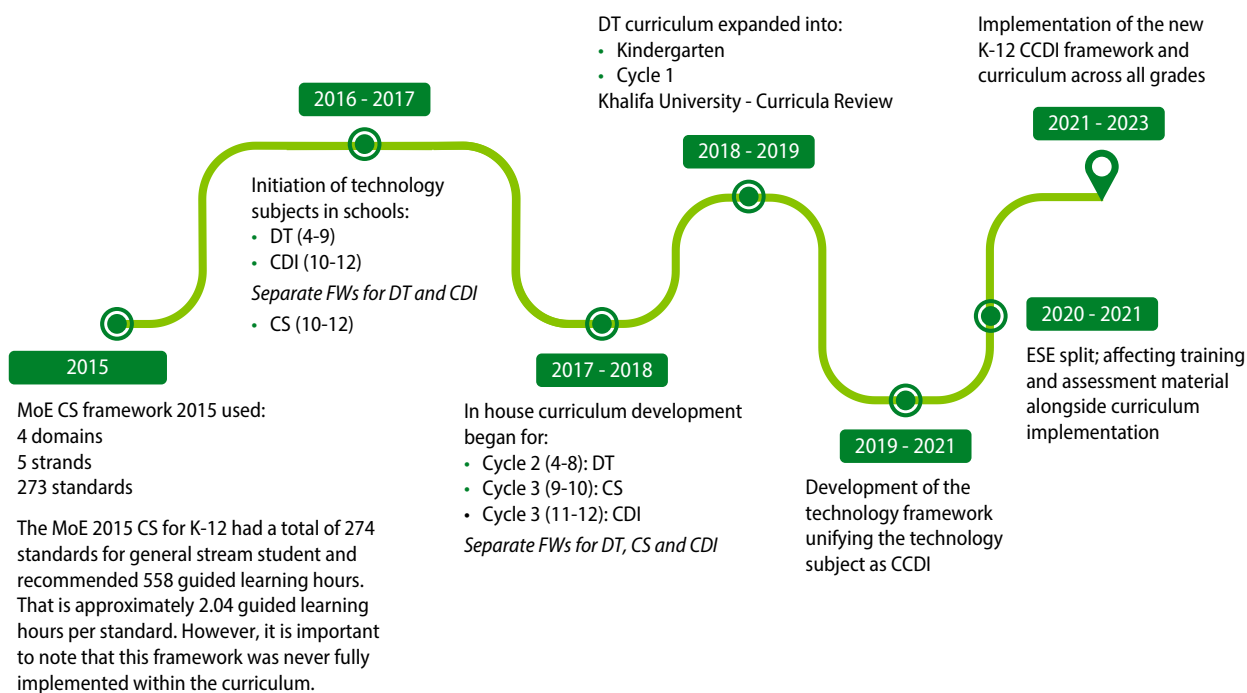 2015
MoE CS framework 2015 used:
4 domains
5 strands
273 standards
The MoE 2015 CS for K-12 had a total of 274
standards for general stream student and
recommended 558 guided learning hours.
That is approximately 2.04 guided learning
hours per standard. However, it is important
to note that this framework was never fully
implemented within the curriculum.
2016 - 2017
Initiation of technology
subjects in schools:
• DT (4-9)
• CDI (10-12)
Separate FWs for DT and CDI
• CS (10-12)
2017 - 2018
In house curriculum development
began for:
• Cycle 2 (4-8): DT
• Cycle 3 (9-10): CS
• Cycle 3 (11-12): CDI
Separate FWs for DT, CS and CDI
DT curriculum expanded into:
• Kindergarten
• Cycle 1
Khalifa University - Curricula Review
2018 - 2019
2019 - 2021
Development of the
technology framework
unifying the technology
subject as CCDI
2020 - 2021
ESE split; affecting training
and assessment material
alongside curriculum
implementation
Implementation of the new
K-12 CCDI framework and
curriculum across all grades
2021 - 2023